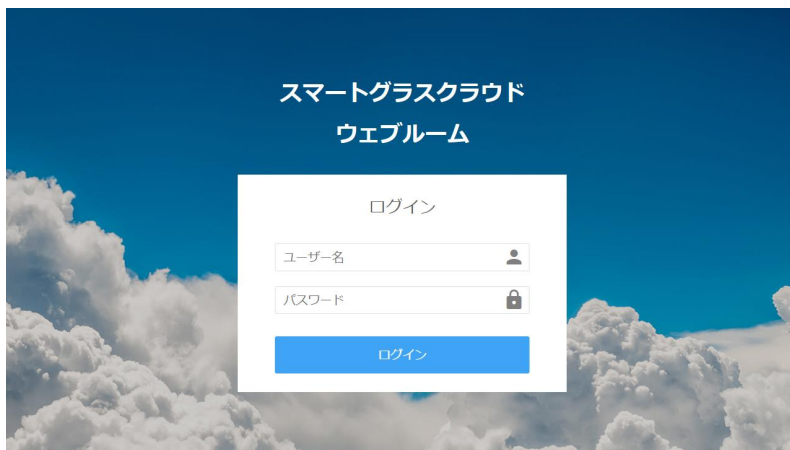 スマートグラスクラウド
ウェブルーム
ログイン
ユーザー名
パスワード
ログイン